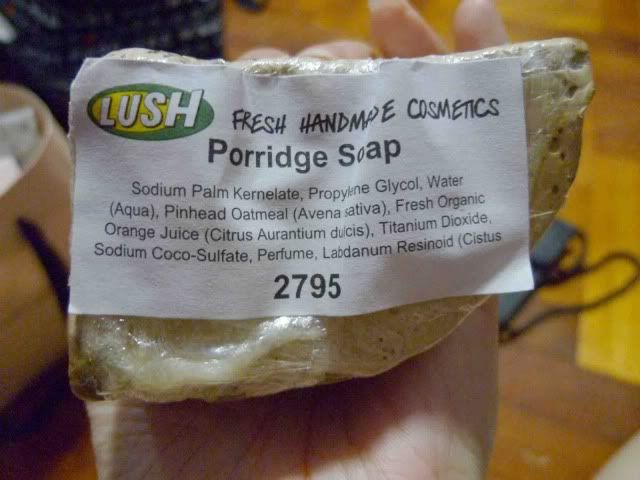 LUSH FRESH HANDMADE COSMETICS
Porridge Soap
Sodium Palm Kernelate, Propylene Glycol, Water
(Aqua), Pinhead Oatmeal (Avena sativa), Fresh Organic
Orange Juice (Citrus Aurantium dulcis), Titanium Dioxide,
Sodium Coco-Sulfate, Perfume, Labdanum Resinoid (Cistus
2795